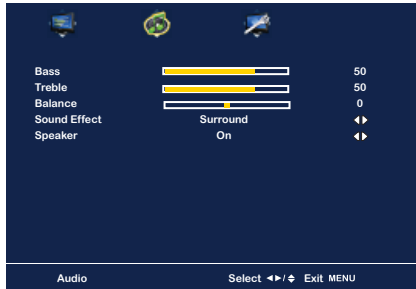 Bass 50
Treble 50
Balance 0
Sound Effect Surround
Speaker On
Audio Select ◄►/♦ Exit MENU